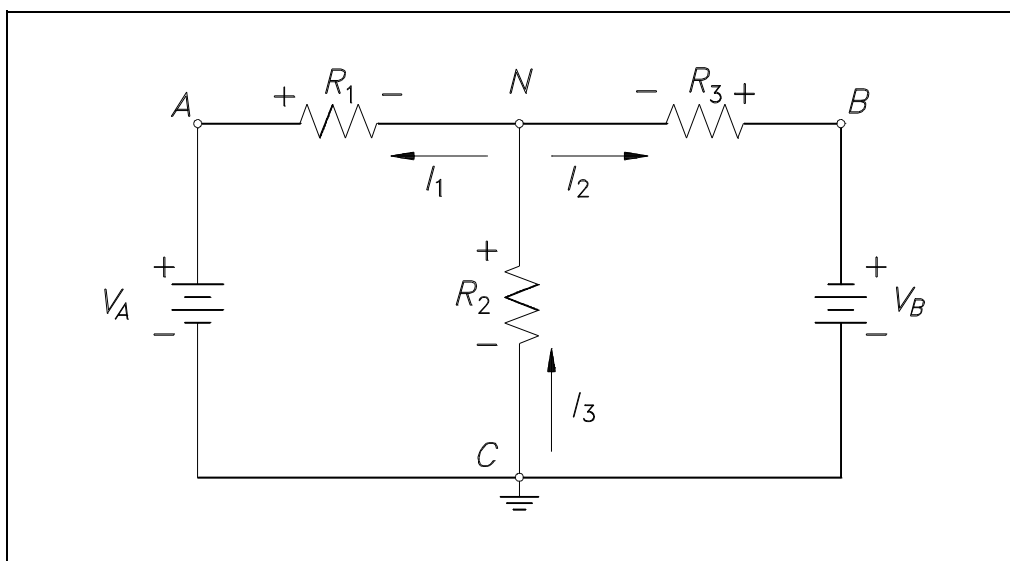 A + R1 − N − R3 + B
I1 I2
+ + +
VA R2 VB
− − −
I3
C